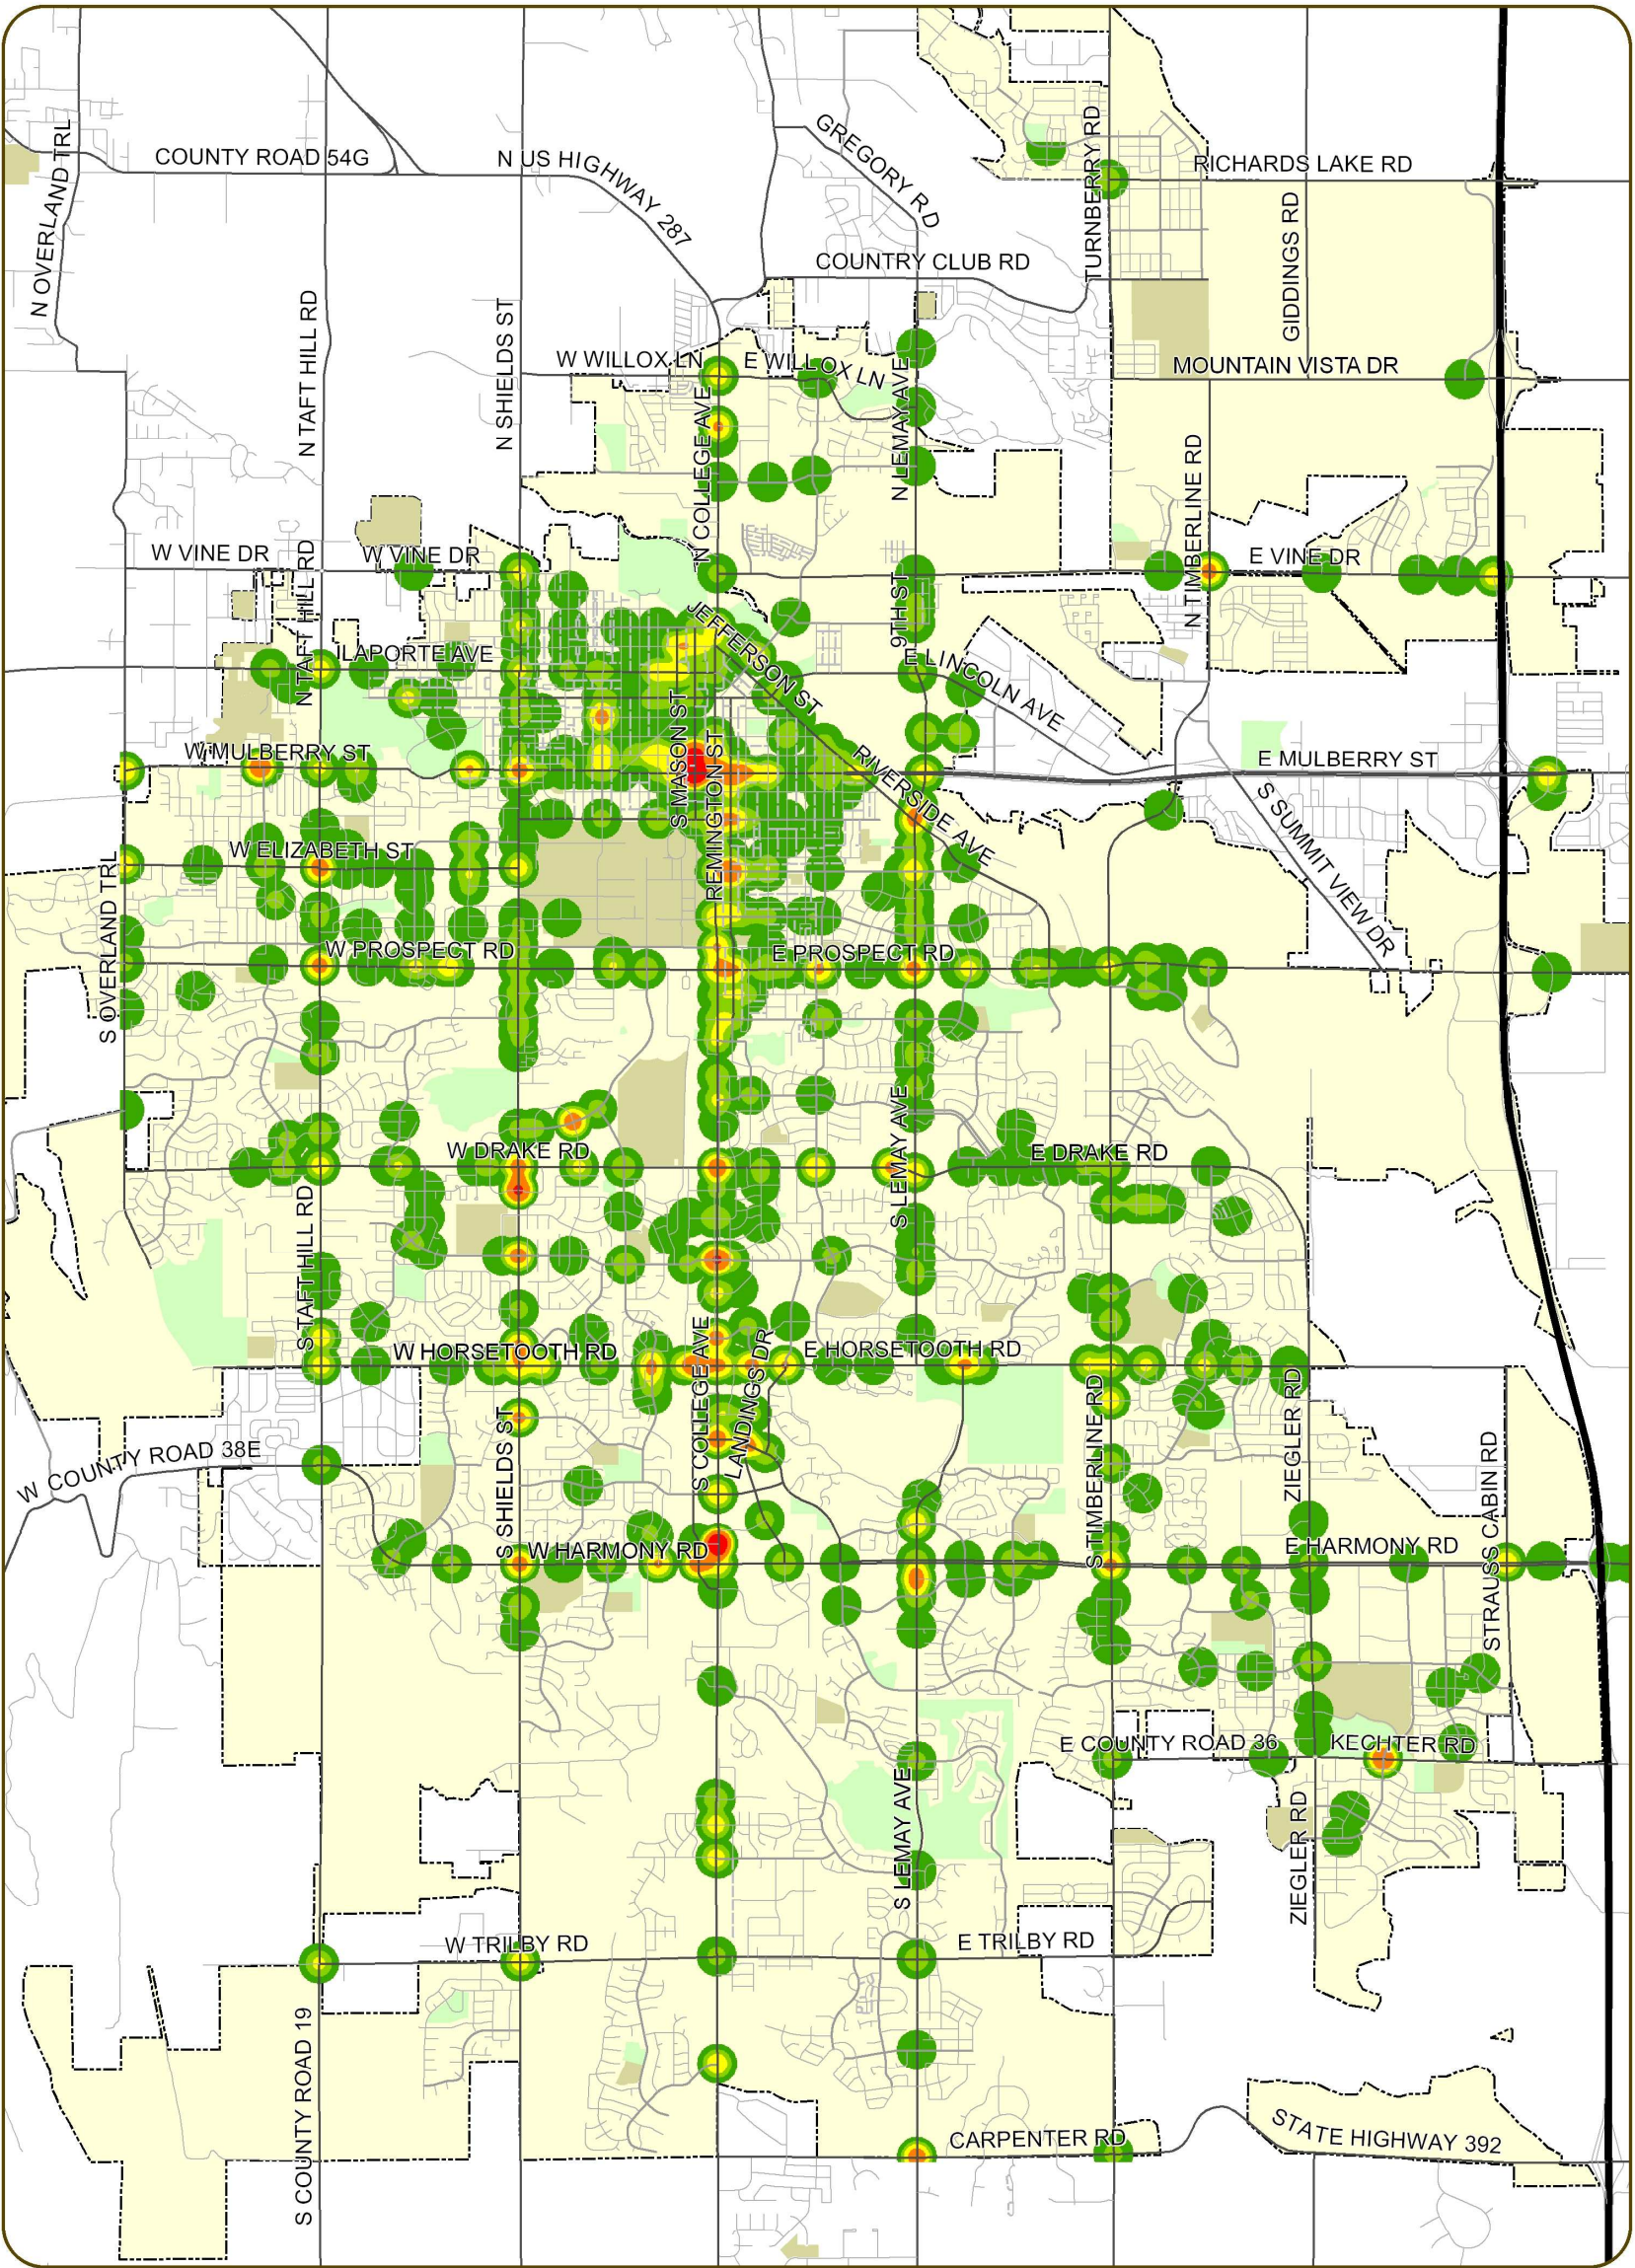 GREGORY RD
N OVERLAND TRL
COUNTY ROAD 54G
N US HIGHWAY 287
TURNBERRY RD
RICHARDS LAKE RD
GIDDINGS RD
COUNTRY CLUB RD
N TAFT HILL RD
N SHIELDS ST
W WILLOX LN
E WILLOX LN
MOUNTAIN VISTA DR
N COLLEGE AVE
N LEMAY AVE
N TIMBERLINE RD
W VINE DR
W VINE DR
E VINE DR
N TAFT HILL RD
9TH ST
JEFFERSON ST
LAPORTE AVE
E LINCOLN AVE
S MASON ST
REMINGTON ST
W MULBERRY ST
RIVERSIDE AVE
E MULBERRY ST
S SUMMIT VIEW DR
W ELIZABETH ST
S OVERLAND TRL
W PROSPECT RD
E PROSPECT RD
S LEMAY AVE
W DRAKE RD
E DRAKE RD
S TAFT HILL RD
W HORSETOOTH RD
S COLLEGE AVE
LANDINGS DR
E HORSETOOTH RD
S TIMBERLINE RD
ZIEGLER RD
W COUNTY ROAD 38E
S SHIELDS ST
STRAUSS CABIN RD
W HARMONY RD
E HARMONY RD
E COUNTY ROAD 36
KECHTER RD
S LEMAY AVE
ZIEGLER RD
W TRILBY RD
E TRILBY RD
S COUNTY ROAD 19
CARPENTER RD
STATE HIGHWAY 392